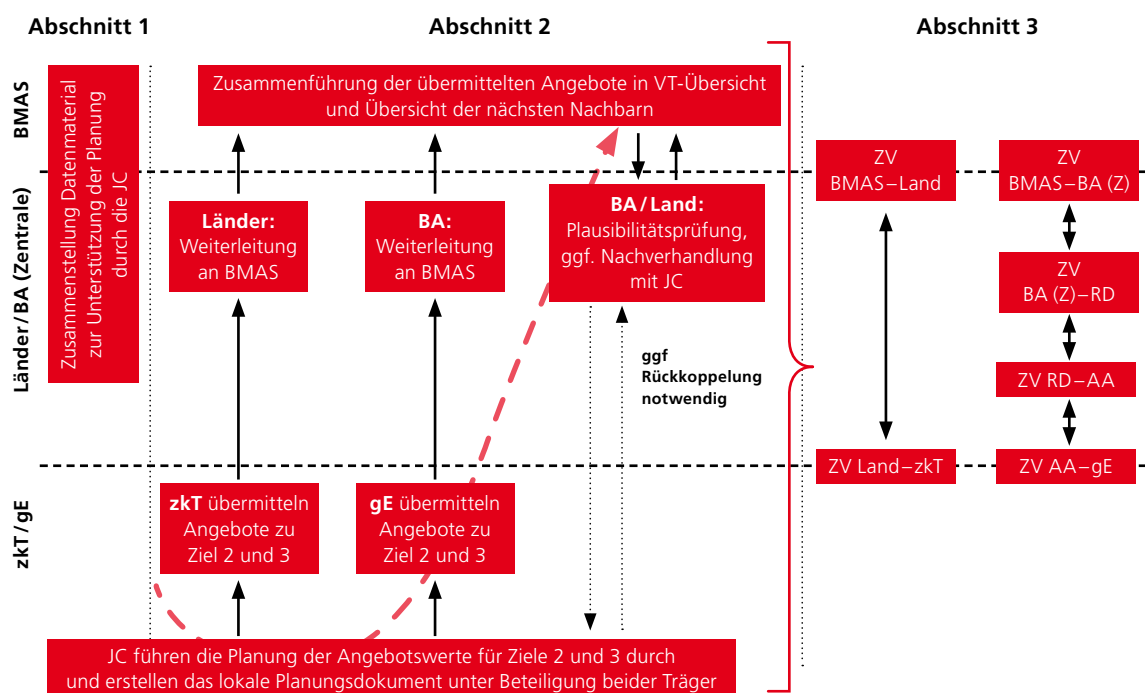 Abschnitt 1
Abschnitt 2
Abschnitt 3
BMAS
Länder / BA (Zentrale)
zkT / gE
Zusammenstellung Datenmaterial
zur Unterstützung der Planung
durch die JC
Zusammenführung der übermittelten Angebote in VT-Übersicht
und Übersicht der nächsten Nachbarn
Länder:
Weiterleitung
an BMAS
BA:
Weiterleitung
an BMAS
BA / Land:
Plausibilitätsprüfung,
ggf. Nachverhandlung
mit JC
ggf
Rückkoppelung
notwendig
zkT übermitteln
Angebote zu
Ziel 2 und 3
gE übermitteln
Angebote zu
Ziel 2 und 3
JC führen die Planung der Angebotswerte für Ziele 2 und 3 durch
und erstellen das lokale Planungsdokument unter Beteiligung beider Träger
ZV
BMAS–Land
ZV Land–zkT
ZV
BMAS–BA (Z)
ZV
BA (Z)–RD
ZV RD–AA
ZV AA–gE